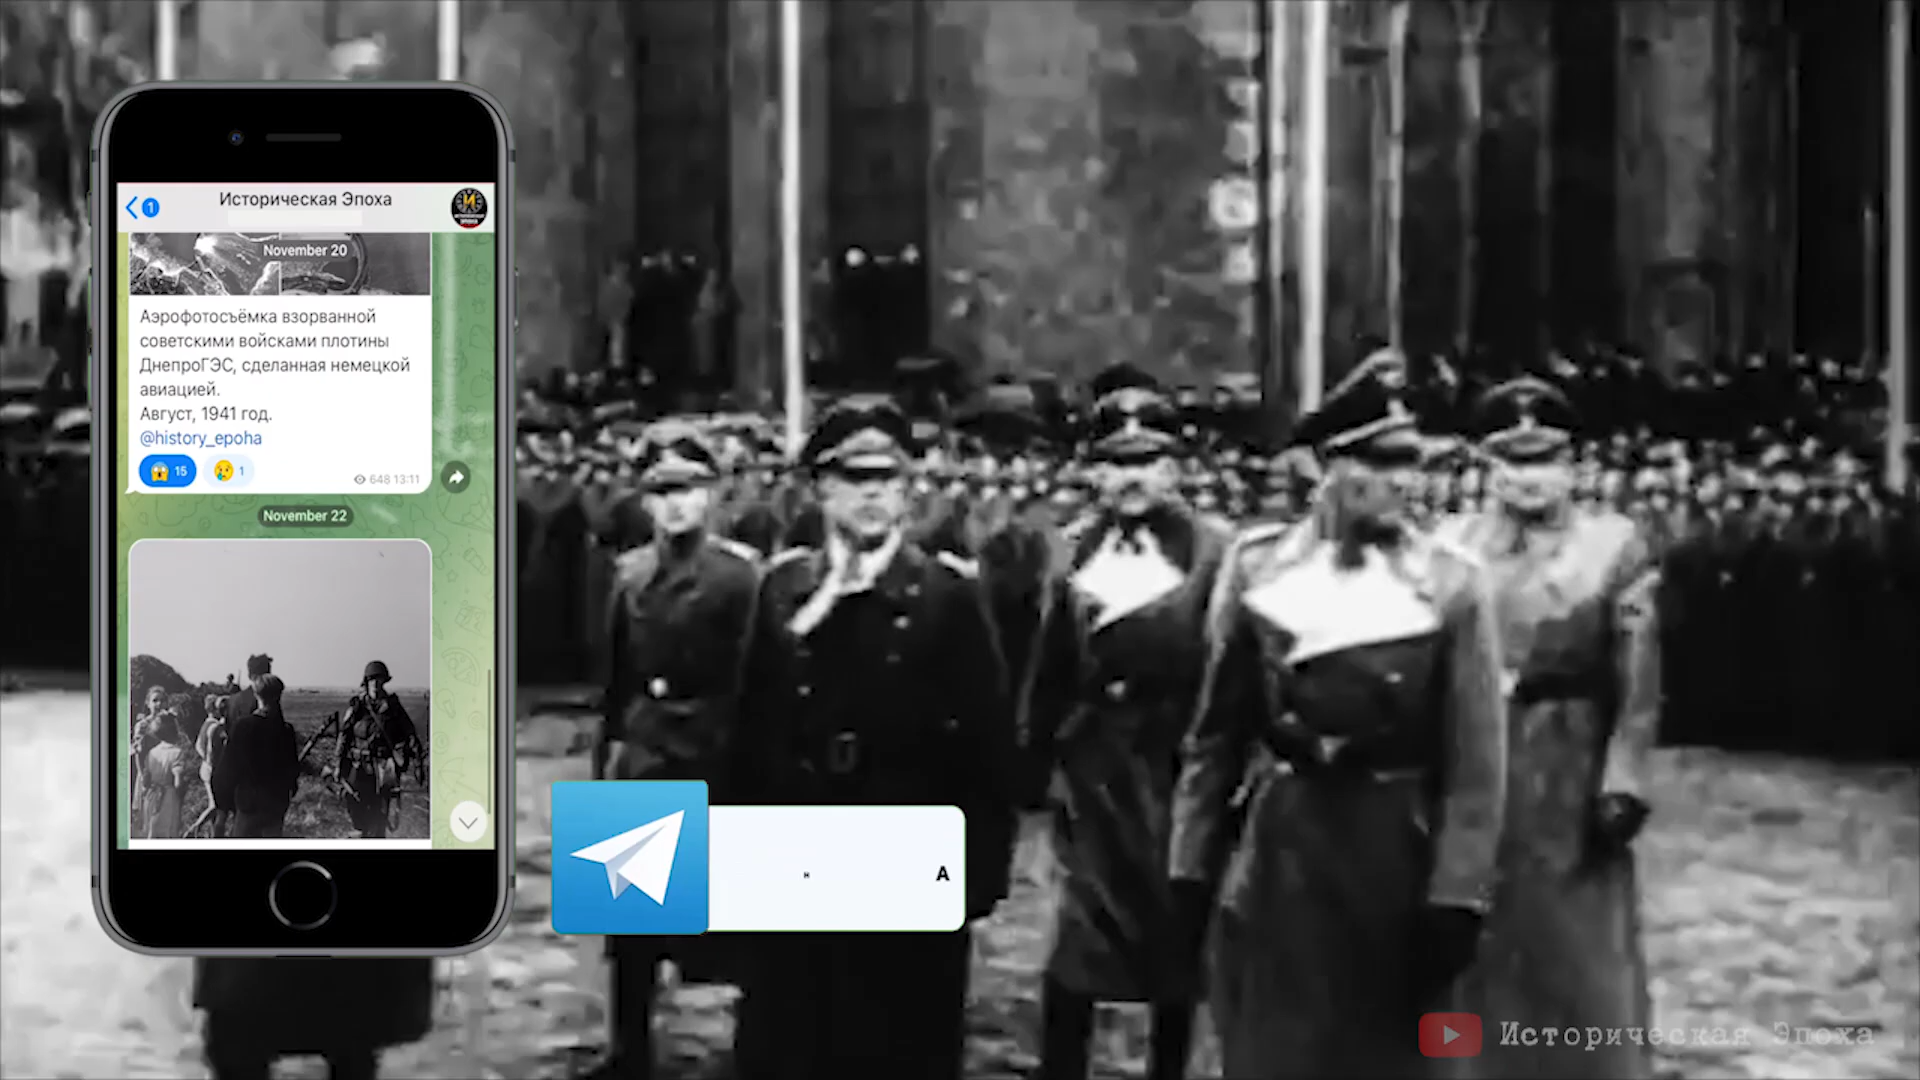 1
Историческая Эпоха
November 20
Аэрофотосъёмка взорванной
советскими войсками плотины
ДнепроГЭС, сделанная немецкой
авиацией.
Август, 1941 год.
@history_epoha
15
1
648 13:11
November 22
н
А
Историческая Эпоха